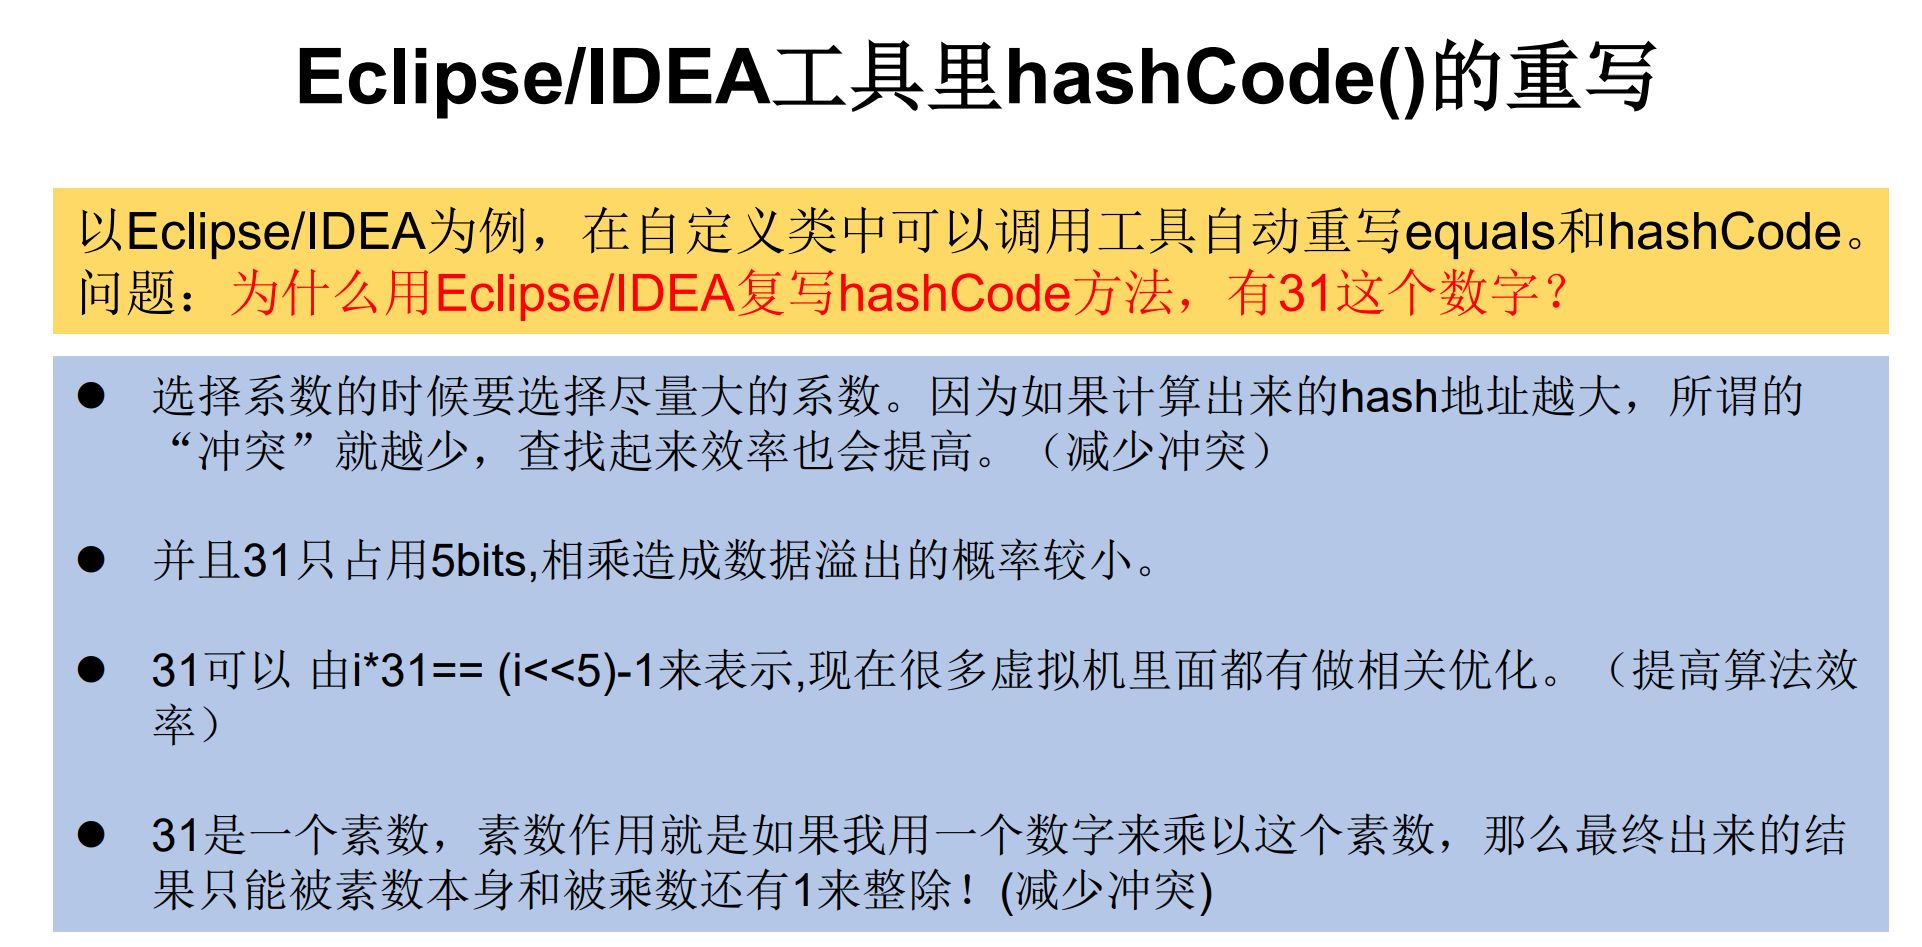 Eclipse/IDEA工具里hashCode()的重写
以Eclipse/IDEA为例，在自定义类中可以调用工具自动重写equals和hashCode。
问题：为什么用Eclipse/IDEA复写hashCode方法，有31这个数字？
● 选择系数的时候要选择尽量大的系数。因为如果计算出来的hash地址越大，所谓的
“冲突”就越少，查找起来效率也会提高。（减少冲突）
● 并且31只占用5bits,相乘造成数据溢出的概率较小。
● 31可以 由i*31== (i<<5)-1来表示,现在很多虚拟机里面都有做相关优化。（提高算法效
率）
● 31是一个素数，素数作用就是如果我用一个数字来乘以这个素数，那么最终出来的结
果只能被素数本身和被乘数还有1来整除！(减少冲突)